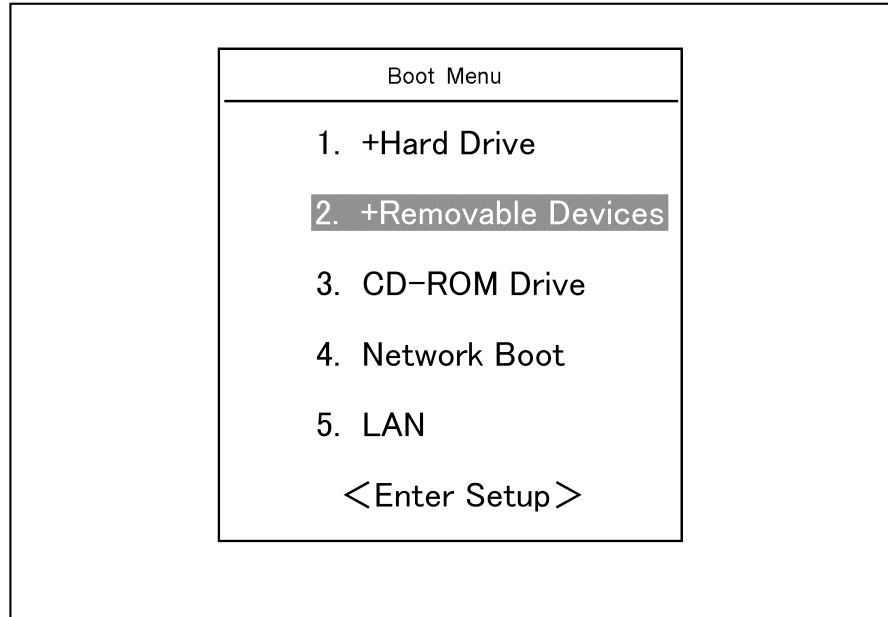 Boot Menu
1. +Hard Drive
2. +Removable Devices
3. CD-ROM Drive
4. Network Boot
5. LAN
<Enter Setup>